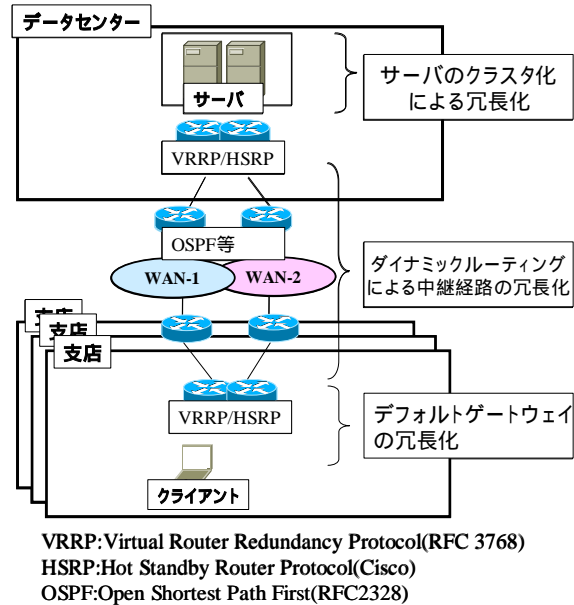 データセンター
サーバ
サーバのクラスタ化
による冗長化
VRRP/HSRP
OSPF等
WAN-1
WAN-2
ダイナミックルーティング
による中継経路の冗長化
支店
支店
支店
VRRP/HSRP
デフォルトゲートウェイ
の冗長化
クライアント
VRRP:Virtual Router Redundancy Protocol(RFC 3768)
HSRP:Hot Standby Router Protocol(Cisco)
OSPF:Open Shortest Path First(RFC2328)